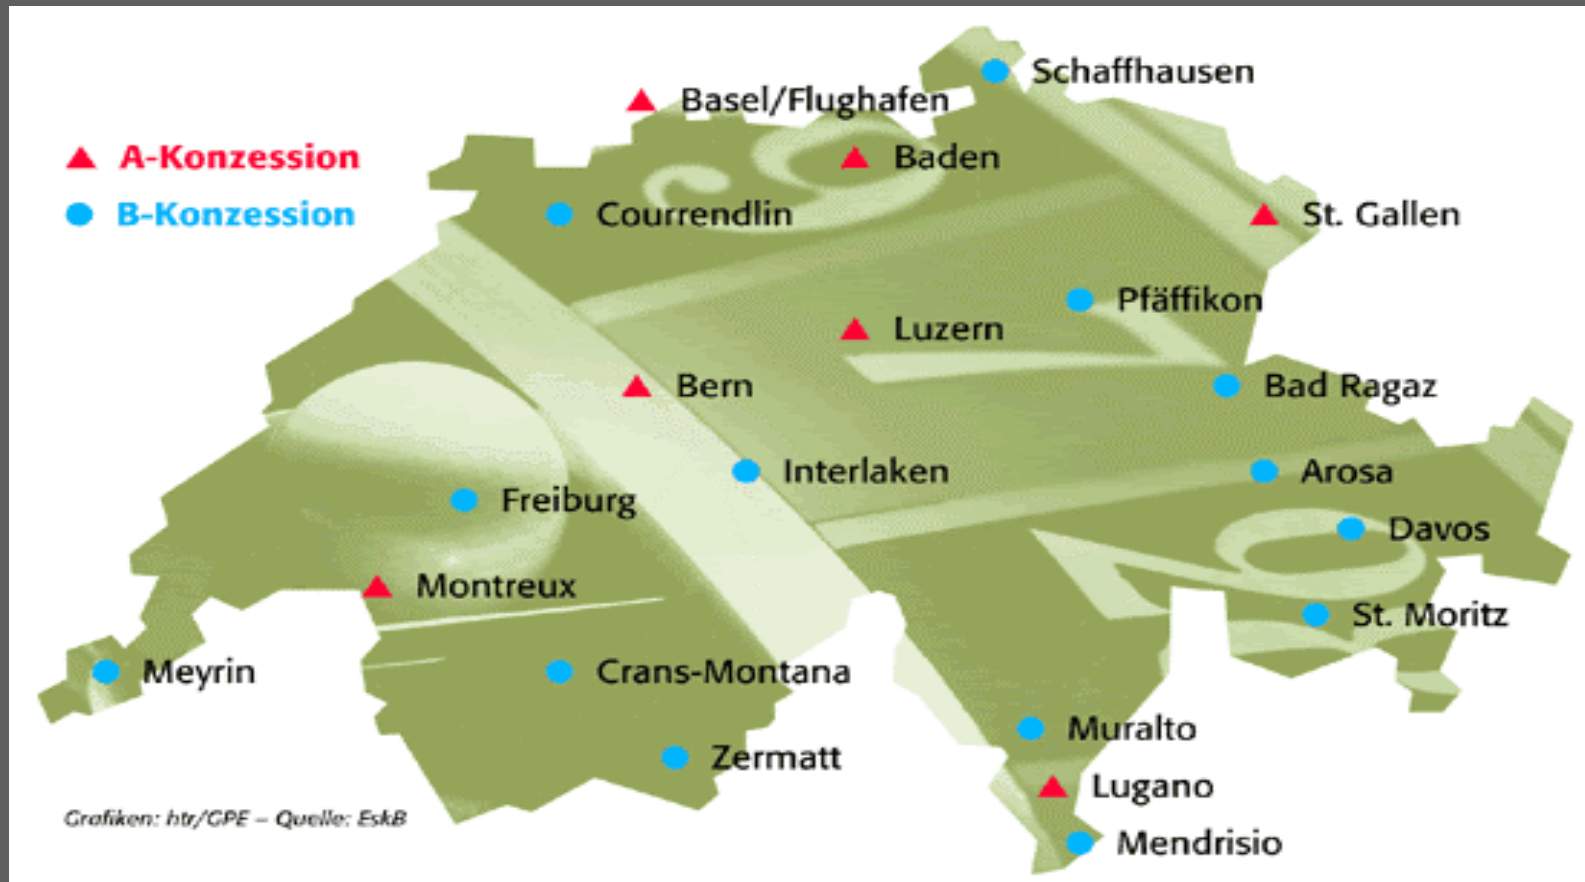 Schaffhausen
Basel/Flughafen
A-Konzession
Baden
B-Konzession
Courrendlin
St. Gallen
Pfäffikon
Luzern
Bern
Bad Ragaz
Interlaken
Arosa
Freiburg
Davos
Montreux
St. Moritz
Meyrin
Crans-Montana
Muralto
Zermatt
Lugano
Grafiken: htr/GPE – Quelle: EskB
Mendrisio